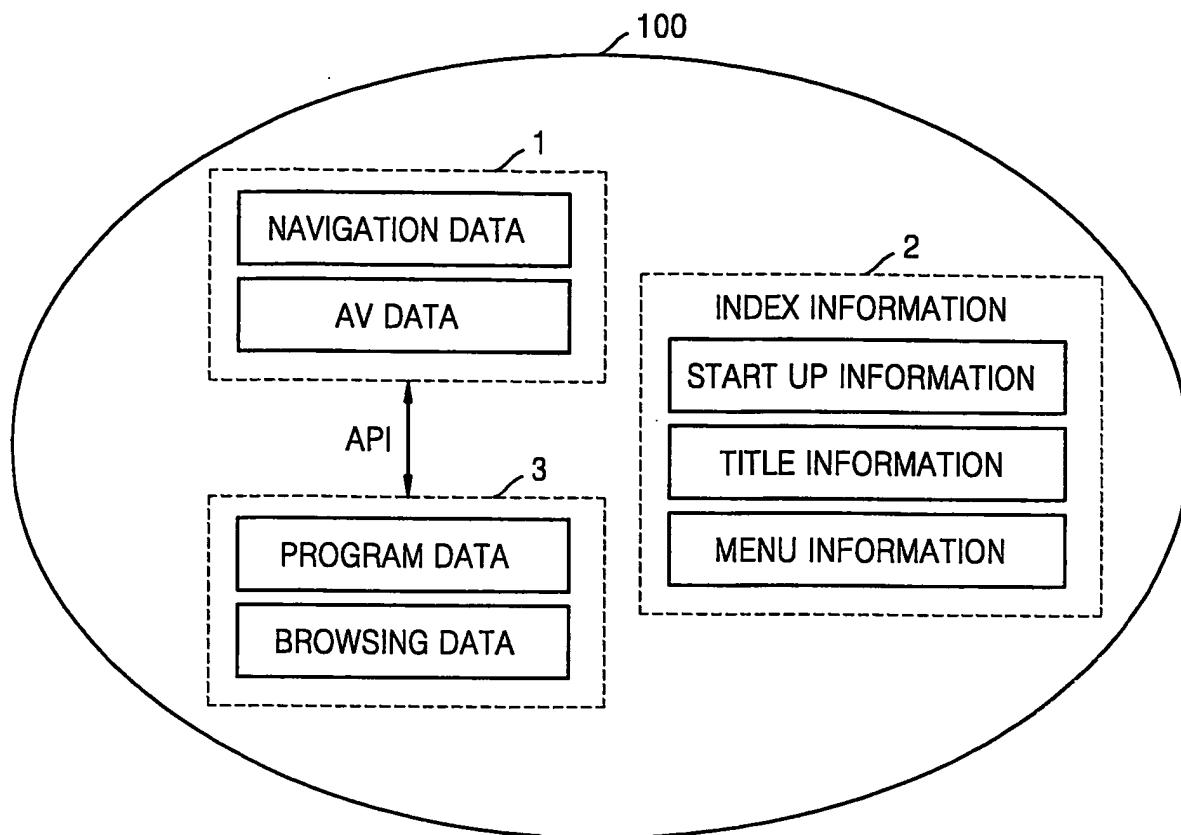 100
1
NAVIGATION DATA
AV DATA
2
INDEX INFORMATION
START UP INFORMATION
TITLE INFORMATION
MENU INFORMATION
API
3
PROGRAM DATA
BROWSING DATA